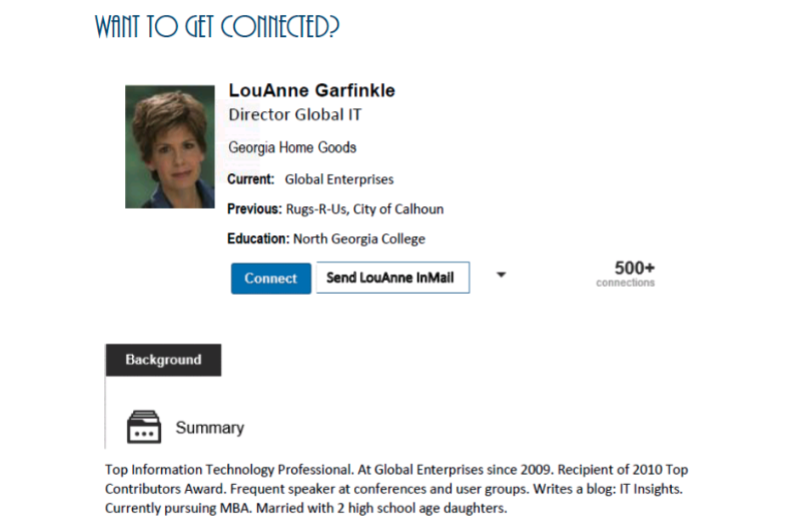 WANT TO GET CONNECTED?
LouAnne Garfinkle
Director Global IT
Georgia Home Goods
Current: Global Enterprises
Previous: Rugs-R-Us, City of Calhoun
Education: North Georgia College
Connect Send LouAnne InMail 500+
connections
Background
Summary
Top Information Technology Professional. At Global Enterprises since 2009. Recipient of 2010 Top
Contributors Award. Frequent speaker at conferences and user groups. Writes a blog: IT Insights.
Currently pursuing MBA. Married with 2 high school age daughters.